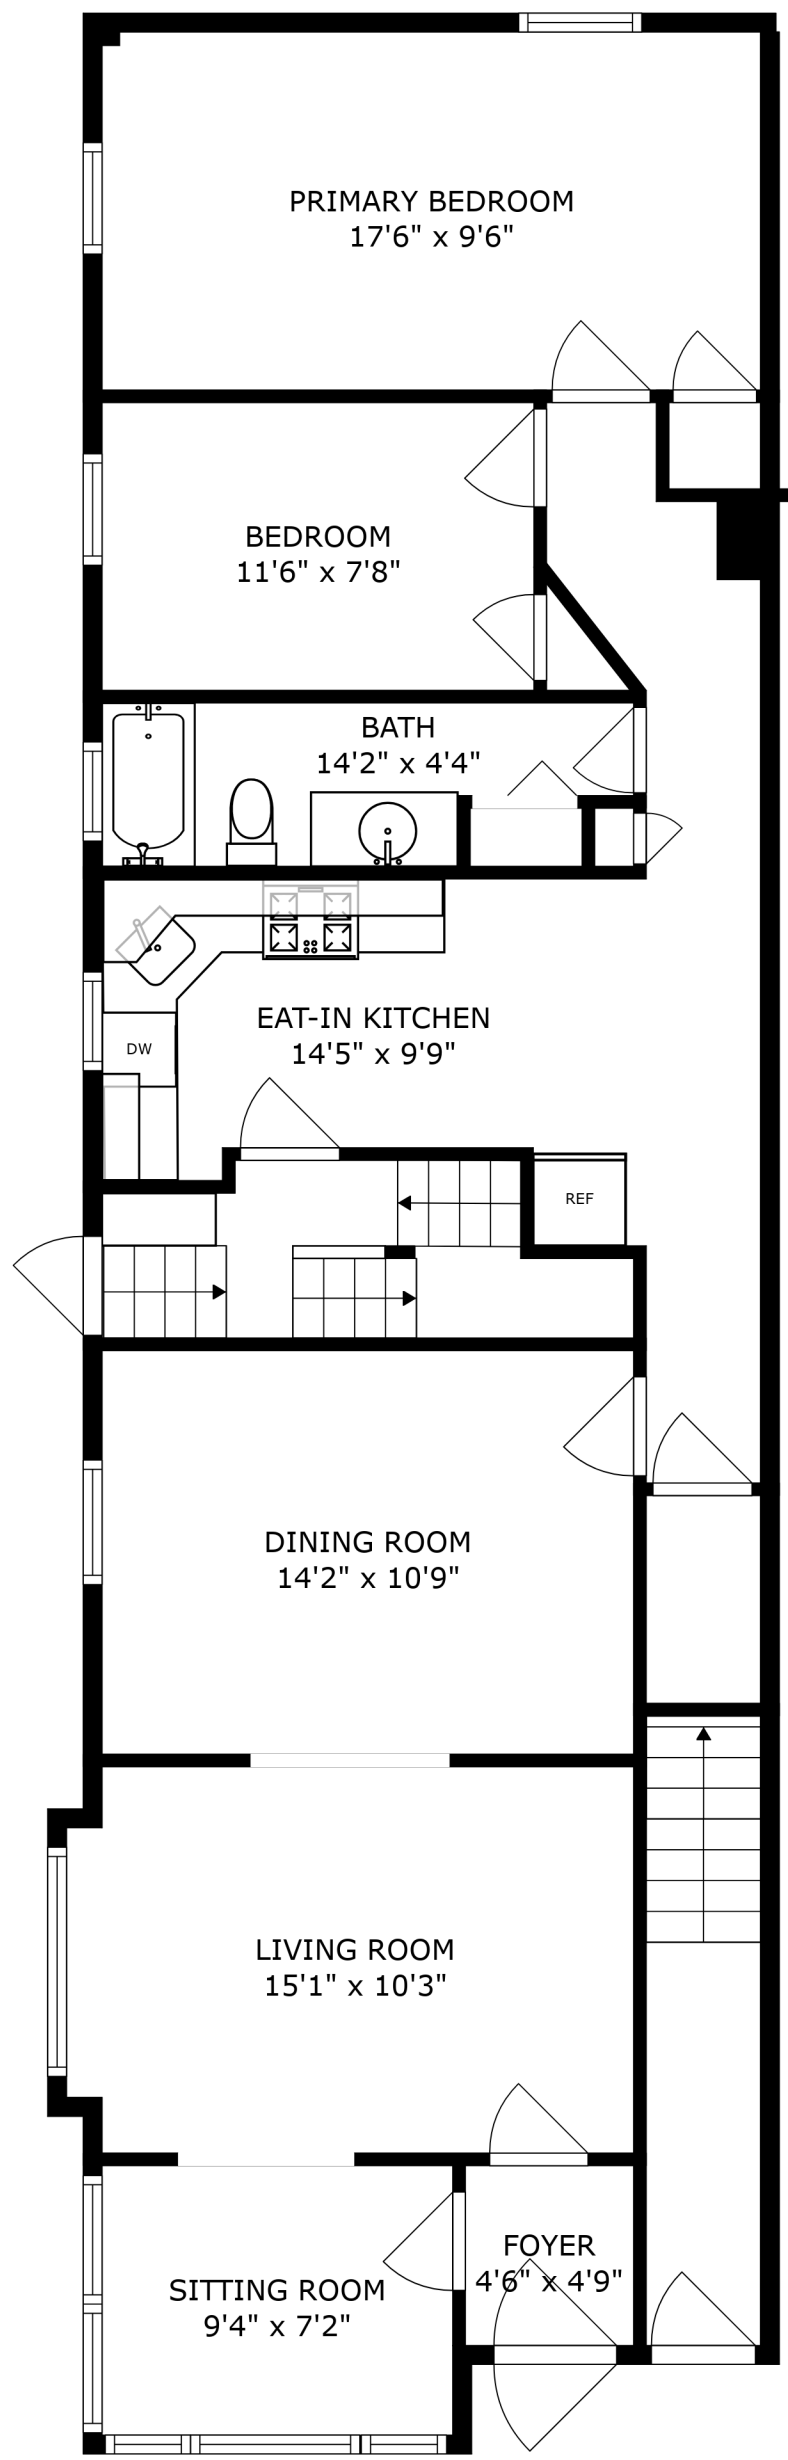 PRIMARY BEDROOM
17'6" x 9'6"
BEDROOM
11'6" x 7'8"
BATH
14'2" x 4'4"
EAT-IN KITCHEN
14'5" x 9'9"
DW
REF
DINING ROOM
14'2" x 10'9"
LIVING ROOM
15'1" x 10'3"
FOYER
4'6" x 4'9"
SITTING ROOM
9'4" x 7'2"